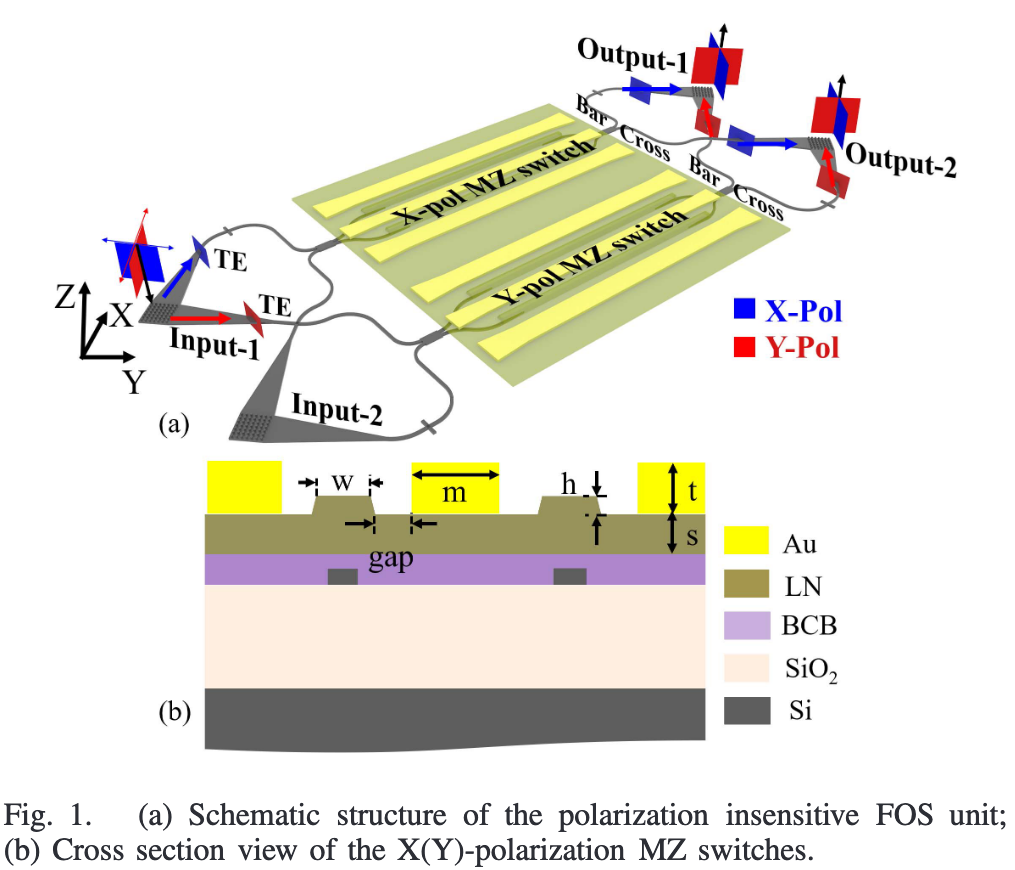 Output-1
Bar
Cross
Bar
Cross
Output-2
X-pol MZ switch
Y-pol MZ switch
TE
TE
Z
X
Y
Input-1
Input-2
X-Pol
Y-Pol
(a)
w
m
h
t
s
gap
Au
LN
BCB
SiO₂
Si
(b)
Fig. 1. (a) Schematic structure of the polarization insensitive FOS unit;
(b) Cross section view of the X(Y)-polarization MZ switches.